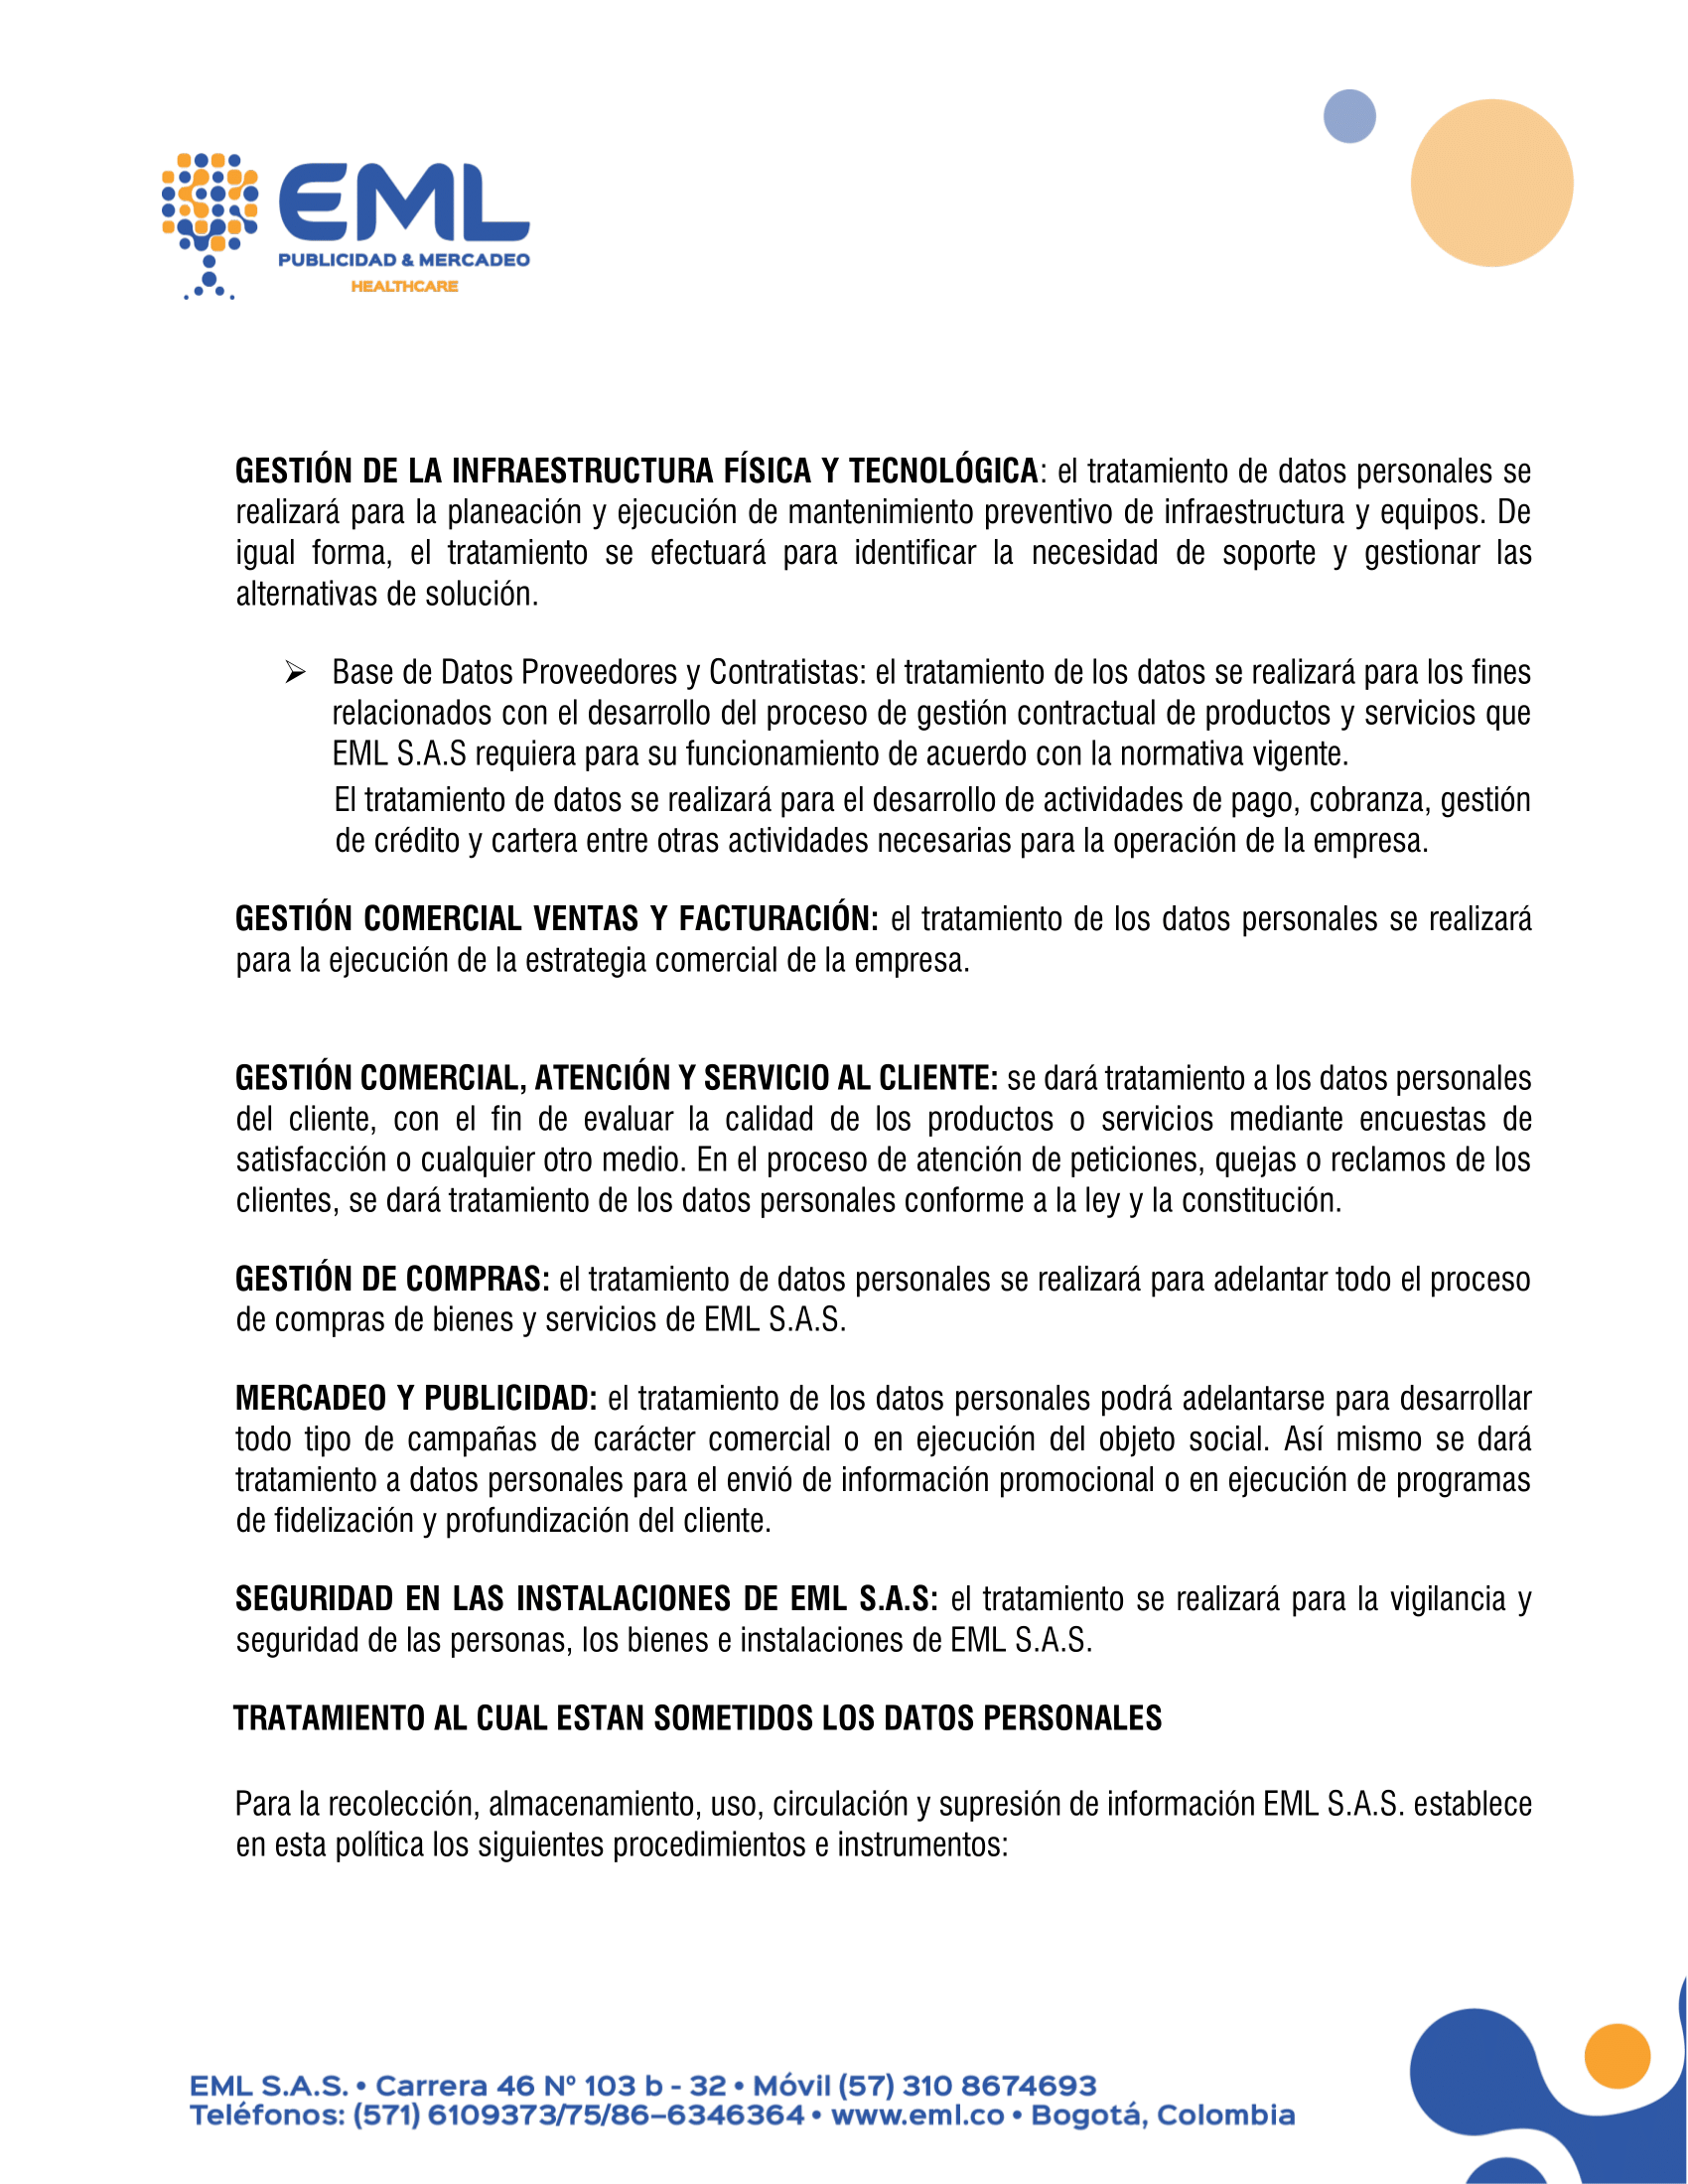 EML
PUBLICIDAD & MERCADEO
HEALTHCARE
GESTIÓN DE LA INFRAESTRUCTURA FÍSICA Y TECNOLÓGICA: el tratamiento de datos personales se
realizará para la planeación y ejecución de mantenimiento preventivo de infraestructura y equipos. De
igual forma, el tratamiento se efectuará para identificar la necesidad de soporte y gestionar las
alternativas de solución.
➢ Base de Datos Proveedores y Contratistas: el tratamiento de los datos se realizará para los fines
relacionados con el desarrollo del proceso de gestión contractual de productos y servicios que
EML S.A.S requiera para su funcionamiento de acuerdo con la normativa vigente.
El tratamiento de datos se realizará para el desarrollo de actividades de pago, cobranza, gestión
de crédito y cartera entre otras actividades necesarias para la operación de la empresa.
GESTIÓN COMERCIAL VENTAS Y FACTURACIÓN: el tratamiento de los datos personales se realizará
para la ejecución de la estrategia comercial de la empresa.
GESTIÓN COMERCIAL, ATENCIÓN Y SERVICIO AL CLIENTE: se dará tratamiento a los datos personales
del cliente, con el fin de evaluar la calidad de los productos o servicios mediante encuestas de
satisfacción o cualquier otro medio. En el proceso de atención de peticiones, quejas o reclamos de los
clientes, se dará tratamiento de los datos personales conforme a la ley y la constitución.
GESTIÓN DE COMPRAS: el tratamiento de datos personales se realizará para adelantar todo el proceso
de compras de bienes y servicios de EML S.A.S.
MERCADEO Y PUBLICIDAD: el tratamiento de los datos personales podrá adelantarse para desarrollar
todo tipo de campañas de carácter comercial o en ejecución del objeto social. Así mismo se dará
tratamiento a datos personales para el envió de información promocional o en ejecución de programas
de fidelización y profundización del cliente.
SEGURIDAD EN LAS INSTALACIONES DE EML S.A.S: el tratamiento se realizará para la vigilancia y
seguridad de las personas, los bienes e instalaciones de EML S.A.S.
TRATAMIENTO AL CUAL ESTAN SOMETIDOS LOS DATOS PERSONALES
Para la recolección, almacenamiento, uso, circulación y supresión de información EML S.A.S. establece
en esta política los siguientes procedimientos e instrumentos:
EML S.A.S. • Carrera 46 Nº 103 b - 32 • Móvil (57) 310 8674693
Teléfonos: (571) 6109373/75/86–6346364 • www.eml.co • Bogotá, Colombia